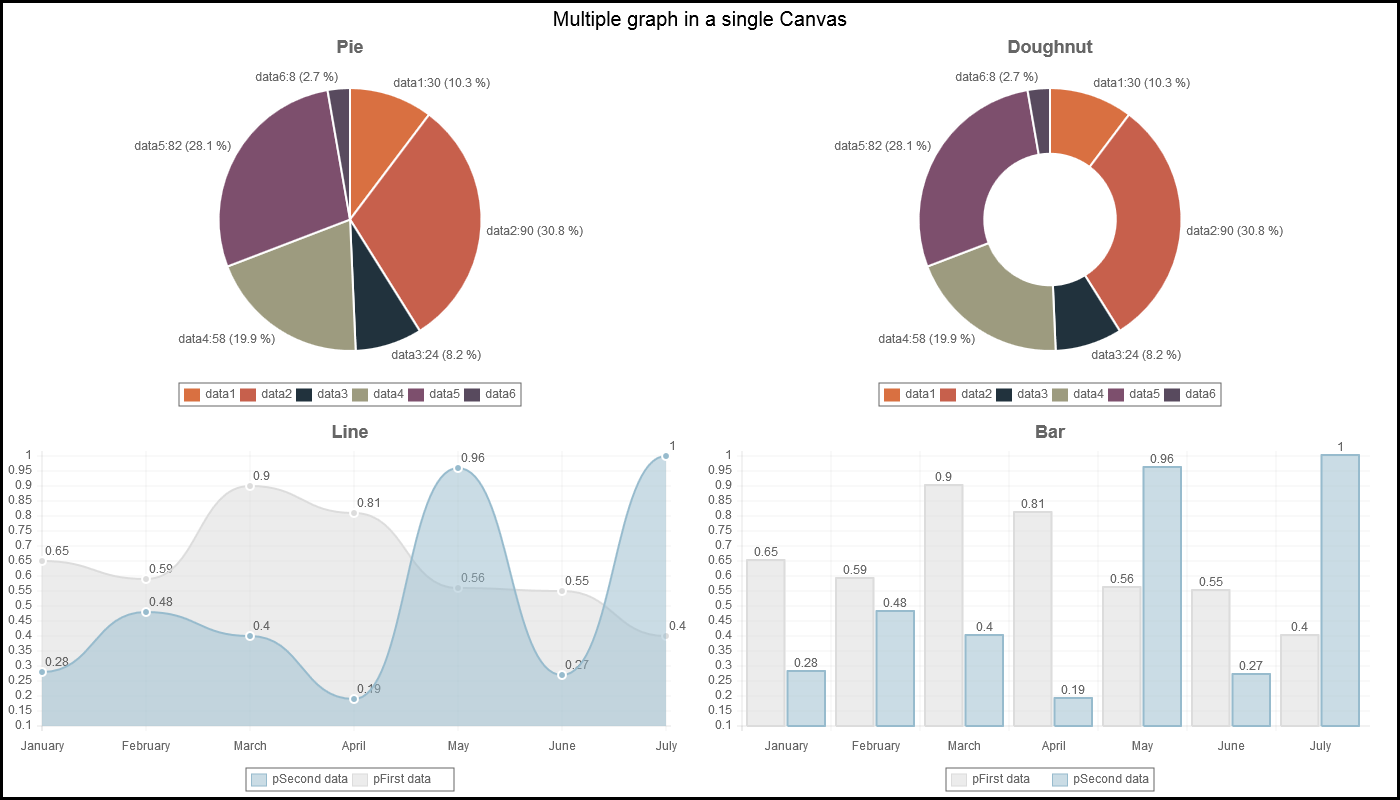 Multiple graph in a single Canvas
Pie
data6:8 (2.7 %)
data1:30 (10.3 %)
data5:82 (28.1 %)
data2:90 (30.8 %)
data4:58 (19.9 %)
data3:24 (8.2 %)
data1 data2 data3 data4 data5 data6
Doughnut
data6:8 (2.7 %)
data1:30 (10.3 %)
data5:82 (28.1 %)
data2:90 (30.8 %)
data4:58 (19.9 %)
data3:24 (8.2 %)
data1 data2 data3 data4 data5 data6
Line
1
0.95
0.9
0.85
0.8
0.75
0.7
0.65
0.6
0.55
0.5
0.45
0.4
0.35
0.3
0.25
0.2
0.15
0.1
0.65 0.59 0.9 0.81 0.56 0.55 0.4
0.28 0.48 0.4 0.19 0.96 0.27 1
January February March April May June July
pSecond data pFirst data
Bar
1
0.95
0.9
0.85
0.8
0.75
0.7
0.65
0.6
0.55
0.5
0.45
0.4
0.35
0.3
0.25
0.2
0.15
0.1
0.65 0.28 0.59 0.48 0.9 0.4 0.81 0.19 0.56 0.96 0.55 0.27 0.4 1
January February March April May June July
pFirst data pSecond data